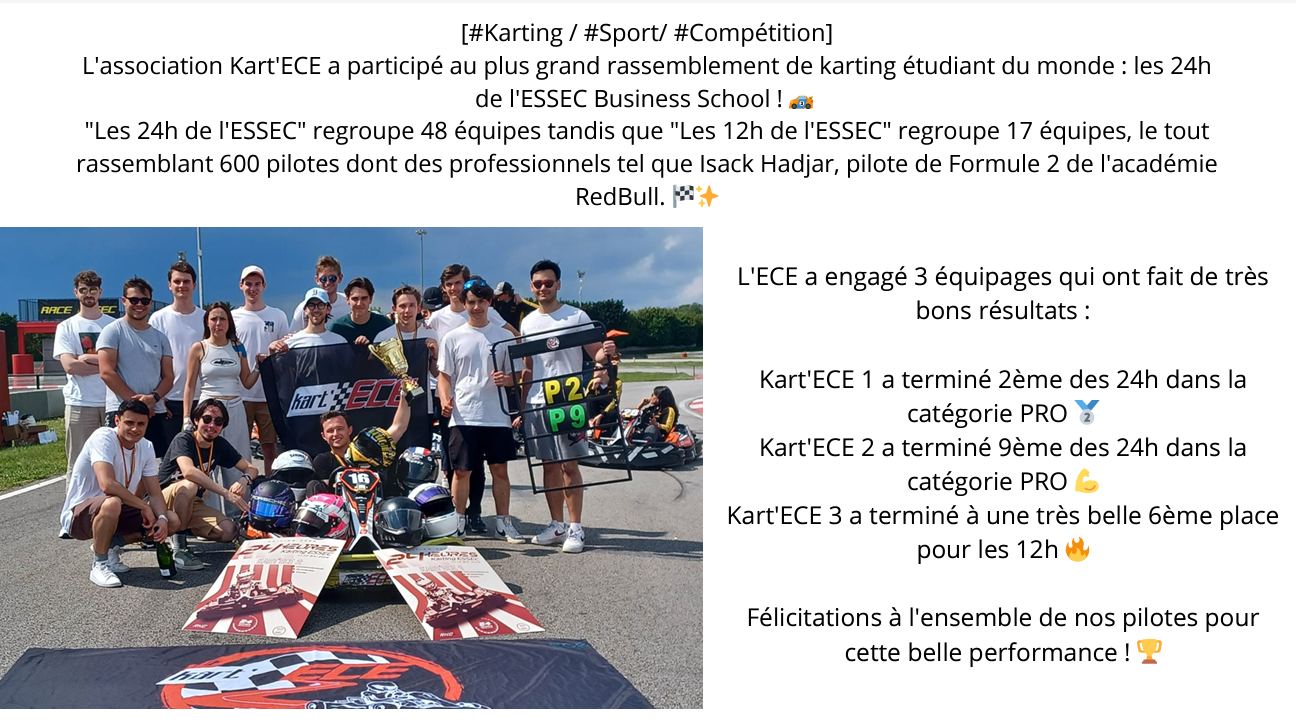 [#Karting / #Sport/ #Compétition]
L'association Kart'ECE a participé au plus grand rassemblement de karting étudiant du monde : les 24h
de l'ESSEC Business School ! 🏎️
"Les 24h de l'ESSEC" regroupe 48 équipes tandis que "Les 12h de l'ESSEC" regroupe 17 équipes, le tout
rassemblant 600 pilotes dont des professionnels tel que Isack Hadjar, pilote de Formule 2 de l'académie
RedBull. 🏁✨
L'ECE a engagé 3 équipages qui ont fait de très
bons résultats :
Kart'ECE 1 a terminé 2ème des 24h dans la
catégorie PRO 🥈
Kart'ECE 2 a terminé 9ème des 24h dans la
catégorie PRO 💪
Kart'ECE 3 a terminé à une très belle 6ème place
pour les 12h 🔥
Félicitations à l'ensemble de nos pilotes pour
cette belle performance ! 🏆
kart'ECE
P2
P9
16
24 HEURES
Karting ESSEC
24 HEURES
Karting ESSEC
kart'ECE